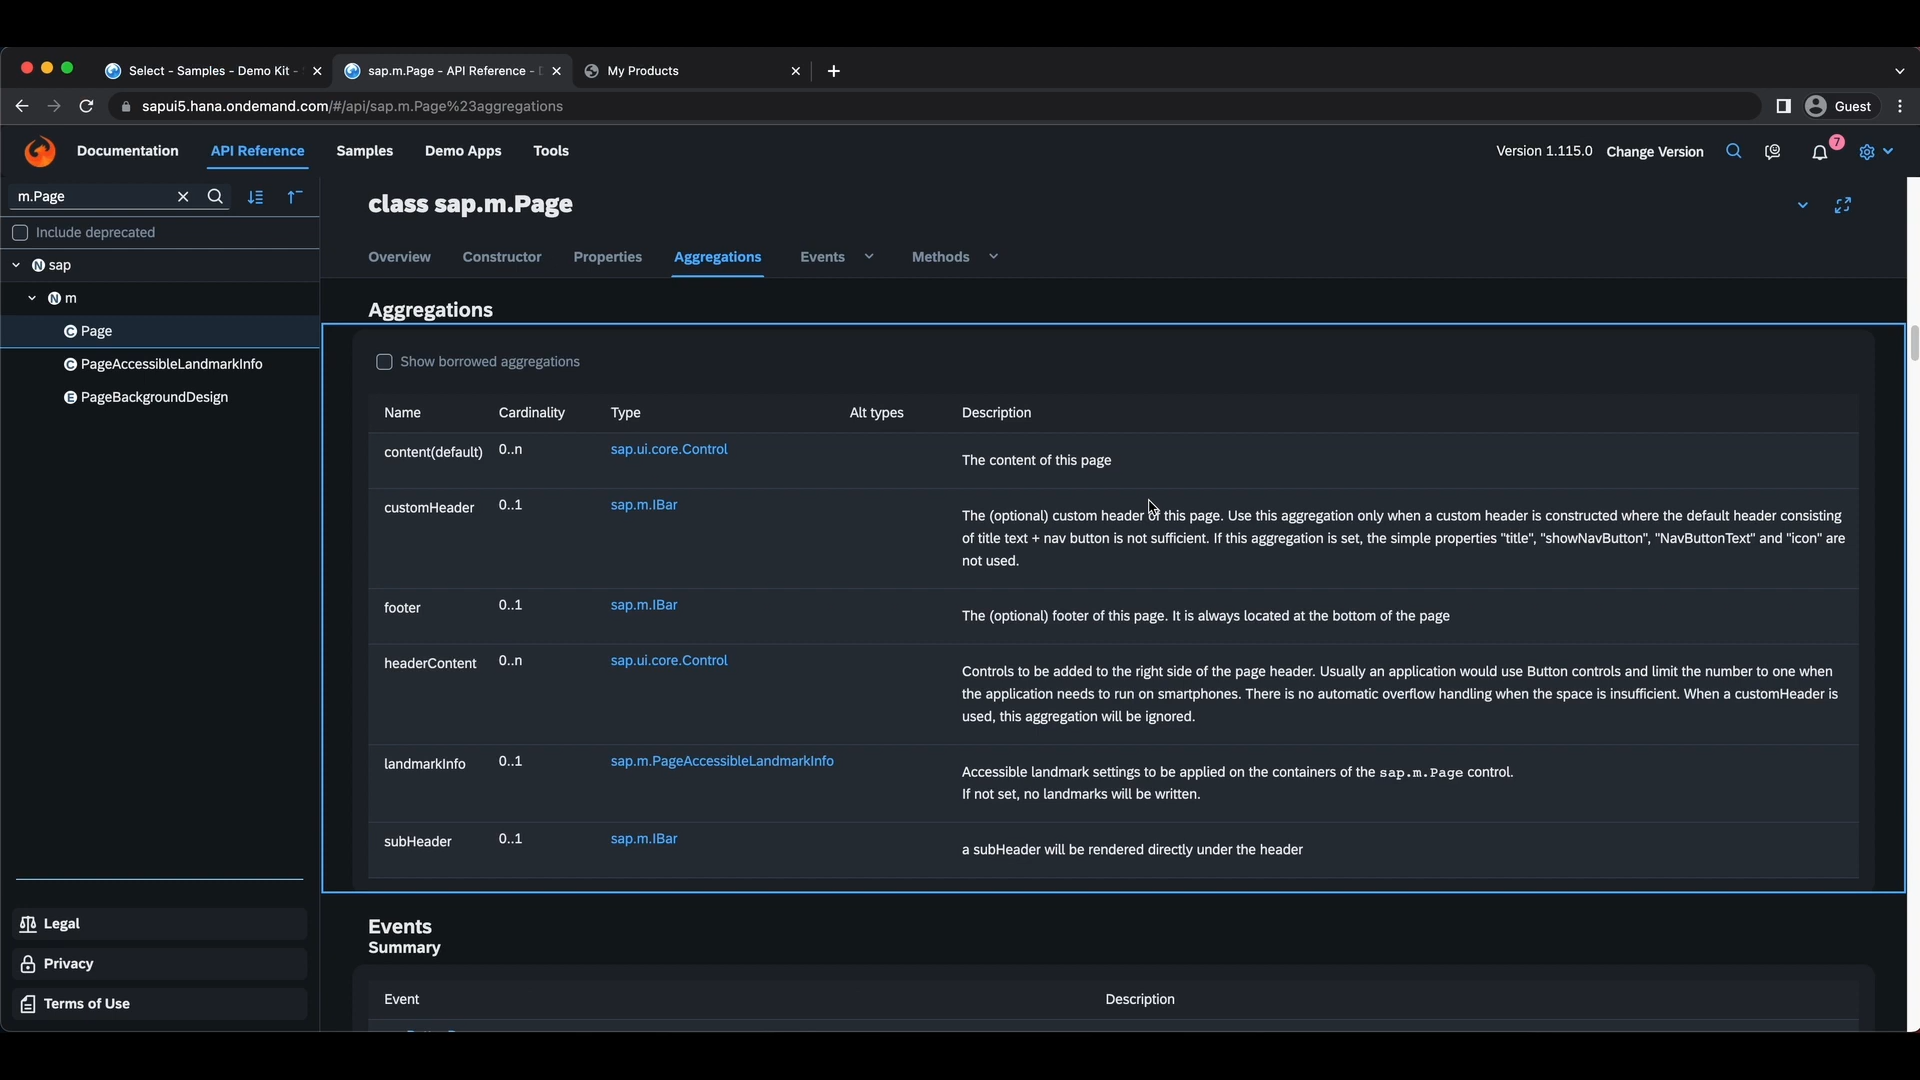 Select - Samples - Demo Kit -
sap.m.Page - API Reference -
My Products
sapui5.hana.ondemand.com/#/api/sap.m.Page%23aggregations
Guest
Documentation
API Reference
Samples
Demo Apps
Tools
Version 1.115.0
Change Version
7
m.Page
Include deprecated
N sap
N m
C Page
C PageAccessibleLandmarkInfo
E PageBackgroundDesign
Legal
Privacy
Terms of Use
class sap.m.Page
Overview
Constructor
Properties
Aggregations
Events
Methods
Aggregations
Show borrowed aggregations
Name Cardinality Type Alt types Description
content(default) 0..n sap.ui.core.Control
The content of this page
customHeader 0..1 sap.m.IBar
The (optional) custom header of this page. Use this aggregation only when a custom header is constructed where the default header consisting
of title text + nav button is not sufficient. If this aggregation is set, the simple properties "title", "showNavButton", "NavButtonText" and "icon" are
not used.
footer 0..1 sap.m.IBar
The (optional) footer of this page. It is always located at the bottom of the page
headerContent 0..n sap.ui.core.Control
Controls to be added to the right side of the page header. Usually an application would use Button controls and limit the number to one when
the application needs to run on smartphones. There is no automatic overflow handling when the space is insufficient. When a customHeader is
used, this aggregation will be ignored.
landmarkInfo 0..1 sap.m.PageAccessibleLandmarkInfo
Accessible landmark settings to be applied on the containers of the sap.m.Page control.
If not set, no landmarks will be written.
subHeader 0..1 sap.m.IBar
a subHeader will be rendered directly under the header
Events
Summary
Event Description